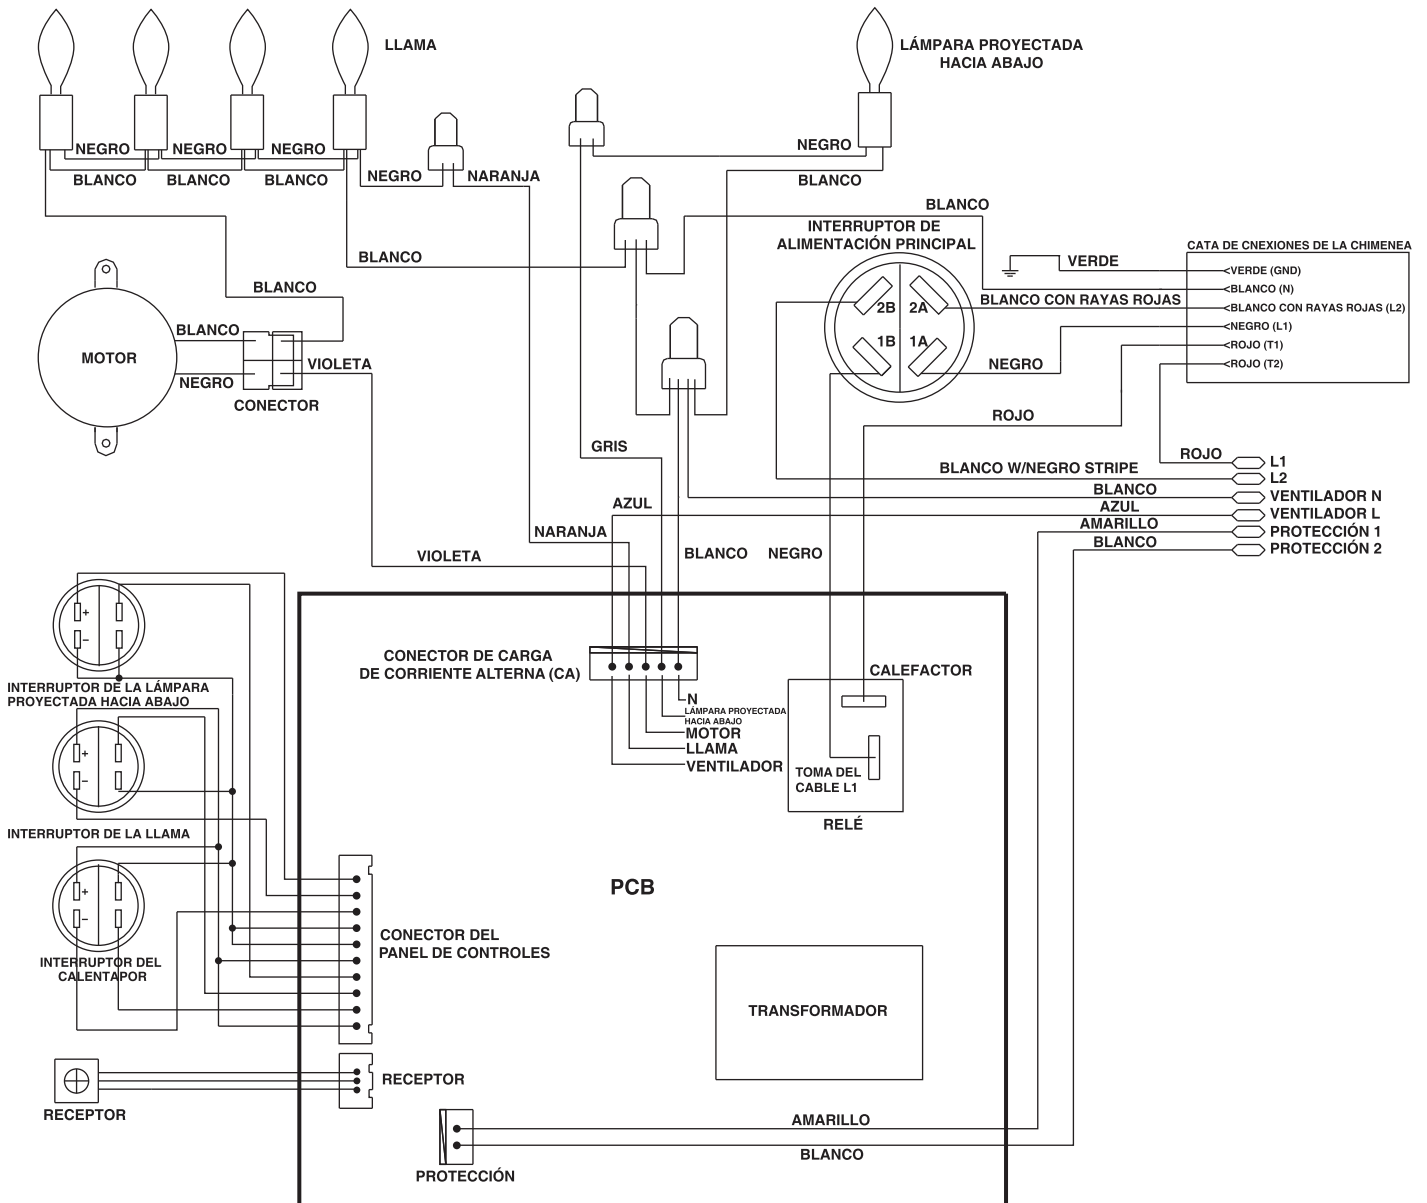 LLAMA
LÁMPARA PROYECTADA
HACIA ABAJO
NEGRO
NEGRO
NEGRO
NEGRO
BLANCO
BLANCO
BLANCO
NEGRO
NARANJA
BLANCO
BLANCO
INTERRUPTOR DE
ALIMENTACIÓN PRINCIPAL
CATA DE CNEXIONES DE LA CHIMENEA
BLANCO
VERDE
<VERDE (GND)
BLANCO
<BLANCO (N)
BLANCO CON RAYAS ROJAS
2B
2A
<BLANCO CON RAYAS ROJAS (L2)
BLANCO
<NEGRO (L1)
1B
1A
<ROJO (T1)
MOTOR
VIOLETA
NEGRO
<ROJO (T2)
NEGRO
CONECTOR
ROJO
GRIS
ROJO
L1
BLANCO W/NEGRO STRIPE
L2
BLANCO
VENTILADOR N
AZUL
AZUL
VENTILADOR L
NARANJA
AMARILLO
PROTECCIÓN 1
VIOLETA
BLANCO
NEGRO
BLANCO
PROTECCIÓN 2
+
–
CONECTOR DE CARGA
DE CORRIENTE ALTERNA (CA)
CALEFACTOR
INTERRUPTOR DE LA LÁMPARA
PROYECTADA HACIA ABAJO
N
LÁMPARA PROYECTADA
HACIA ABAJO
MOTOR
LLAMA
VENTILADOR
TOMA DEL
CABLE L1
RELÉ
+
–
INTERRUPTOR DE LA LLAMA
PCB
+
–
CONECTOR DEL
PANEL DE CONTROLES
INTERRUPTOR DEL
CALENTAPOR
TRANSFORMADOR
RECEPTOR
RECEPTOR
AMARILLO
BLANCO
PROTECCIÓN